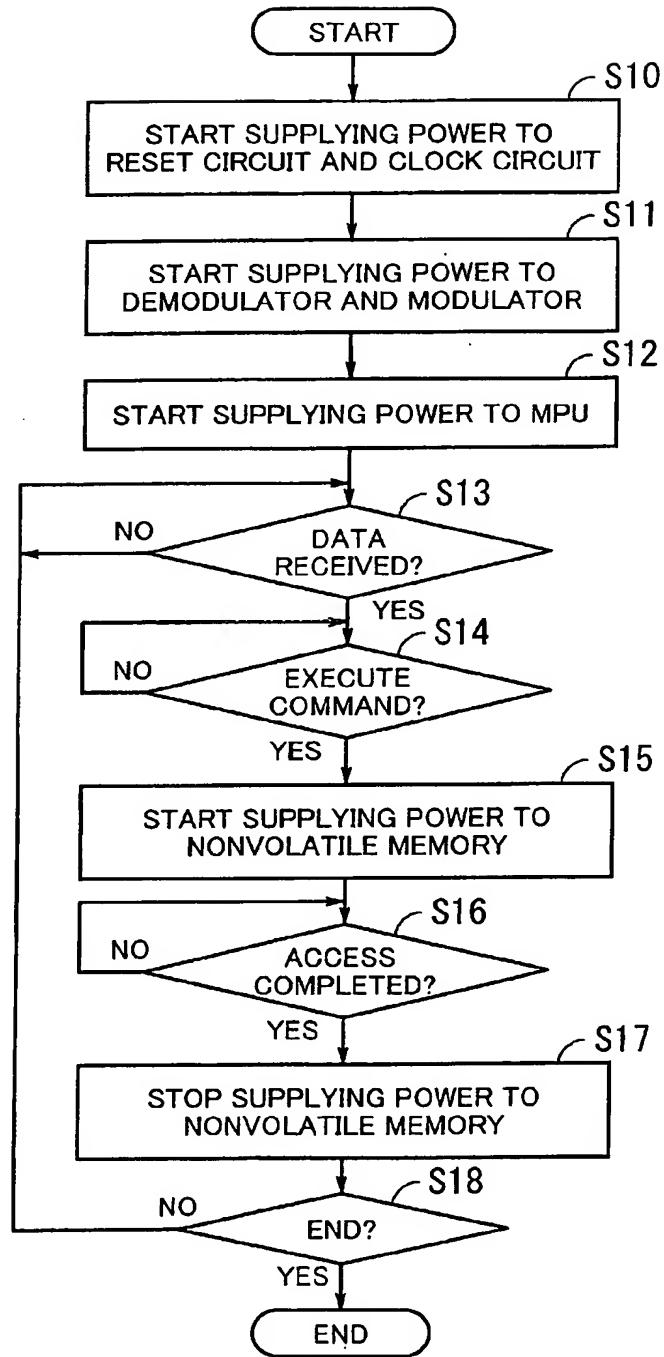 START
S10
START SUPPLYING POWER TO
RESET CIRCUIT AND CLOCK CIRCUIT
S11
START SUPPLYING POWER TO
DEMODULATOR AND MODULATOR
S12
START SUPPLYING POWER TO MPU
S13
NO
DATA
RECEIVED?
YES
S14
NO
EXECUTE
COMMAND?
YES
S15
START SUPPLYING POWER TO
NONVOLATILE MEMORY
S16
NO
ACCESS
COMPLETED?
YES
S17
STOP SUPPLYING POWER TO
NONVOLATILE MEMORY
S18
NO
END?
YES
END